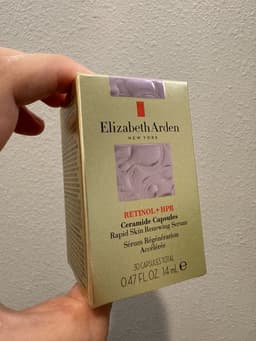 Elizabeth Arden
NEW YORK
RETINOL + HPR
Ceramide Capsules
Rapid Skin Renewing Serum
Sérum Régénération
Accélérée
30 CAPSULES TOTAL
0.47 FL.OZ. 14 mL ℮